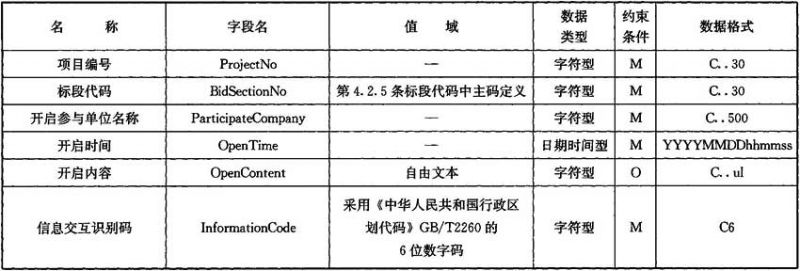 名 称 字段名 值 域 数据类型 约束条件 数据格式
项目编号 ProjectNo — 字符型 M C..30
标段代码 BidSectionNo 第4.2.5条标段代码中主码定义 字符型 M C..30
开启参与单位名称 ParticipateCompany — 字符型 M C..500
开启时间 OpenTime — 日期时间型 M YYYYMMDDhhmmss
开启内容 OpenContent 自由文本 字符型 O C..ul
信息交互识别码 InformationCode 采用《中华人民共和国行政区划代码》GB/T2260的6位数字码 字符型 M C6